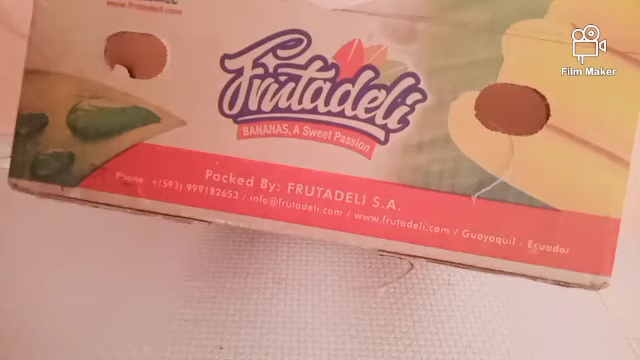 www.frutadeli.com
Film Maker
Frutadeli
BANANAS, A Sweet Passion
Packed By: FRUTADELI S.A.
Phone: +(593) 999182653 / info@frutadeli.com / www.frutadeli.com / Guayaquil - Ecuador